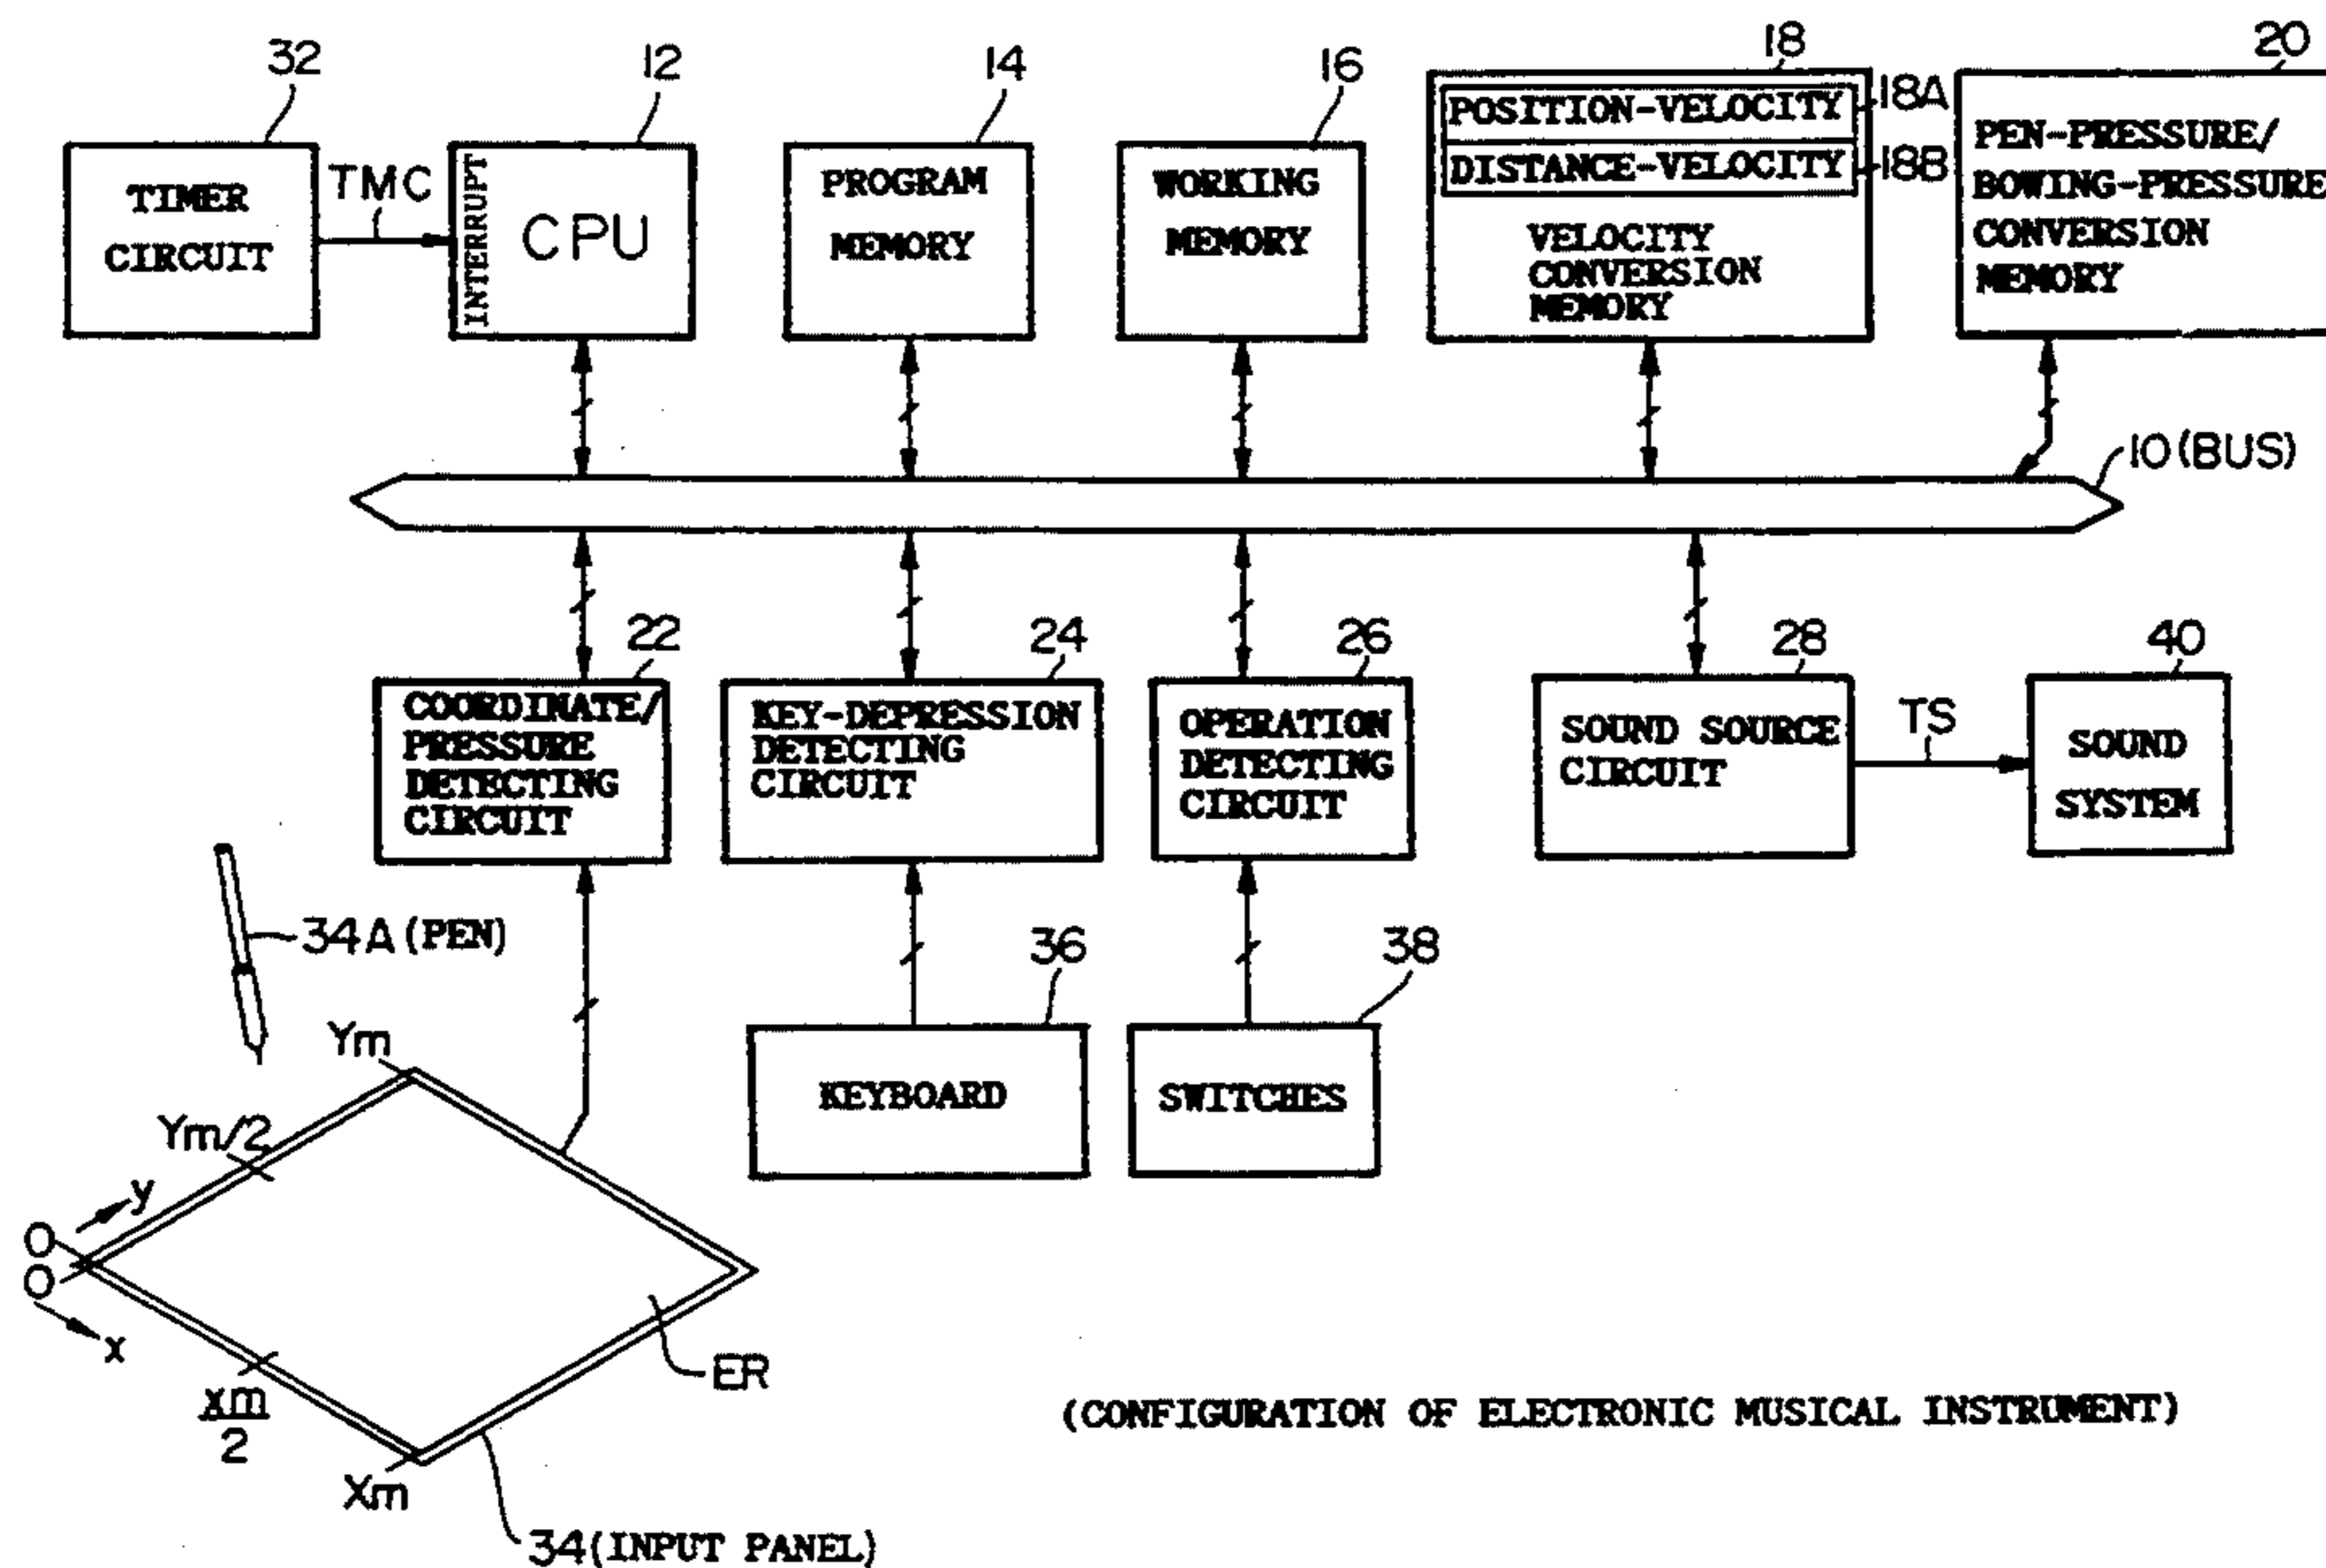 32
12
14
16
18
20
TIMER
CIRCUIT
TMC
INTERRUPT
CPU
PROGRAM
MEMORY
WORKING
MEMORY
POSITION-VELOCITY
18A
DISTANCE-VELOCITY
18B
VELOCITY
CONVERSION
MEMORY
PEN-PRESSURE/
BOWING-PRESSURE
CONVERSION
MEMORY
10(BUS)
22
24
26
28
40
COORDINATE/
PRESSURE
DETECTING
CIRCUIT
KEY-DEPRESSION
DETECTING
CIRCUIT
OPERATION
DETECTING
CIRCUIT
SOUND SOURCE
CIRCUIT
TS
SOUND
SYSTEM
34A(PEN)
36
38
KEYBOARD
SWITCHES
Ym
Ym/2
y
O
O
x
xm
2
Xm
ER
34(INPUT PANEL)
(CONFIGURATION OF ELECTRONIC MUSICAL INSTRUMENT)